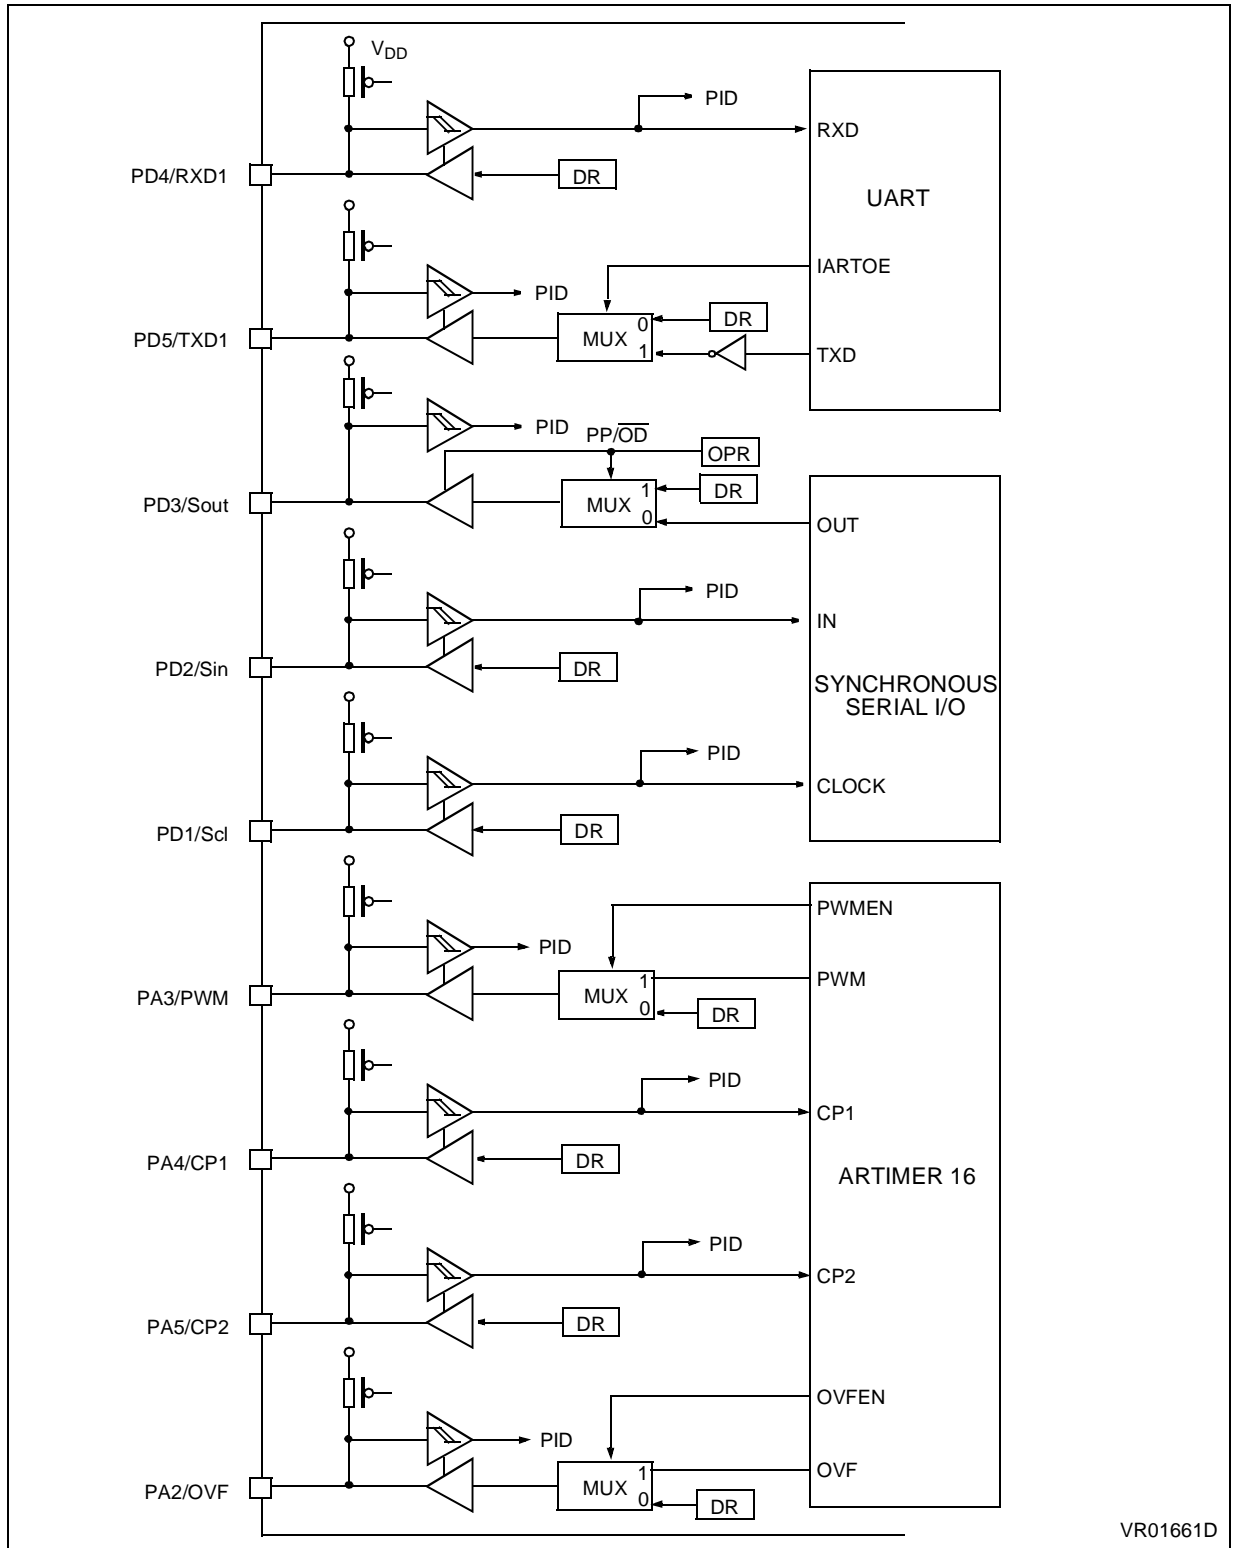 VDD
PID
RXD
PD4/RXD1
DR
UART
IARTOE
PID
DR
PD5/TXD1
MUX
0
1
TXD
PID
PP/OD
OPR
PD3/Sout
MUX
1
0
DR
OUT
PID
IN
PD2/Sin
DR
SYNCHRONOUS
SERIAL I/O
PID
CLOCK
PD1/Scl
DR
PWMEN
PID
PA3/PWM
MUX
1
0
PWM
DR
PID
CP1
PA4/CP1
DR
ARTIMER 16
PID
CP2
PA5/CP2
DR
OVFEN
PID
OVF
PA2/OVF
MUX
1
0
DR
VR01661D